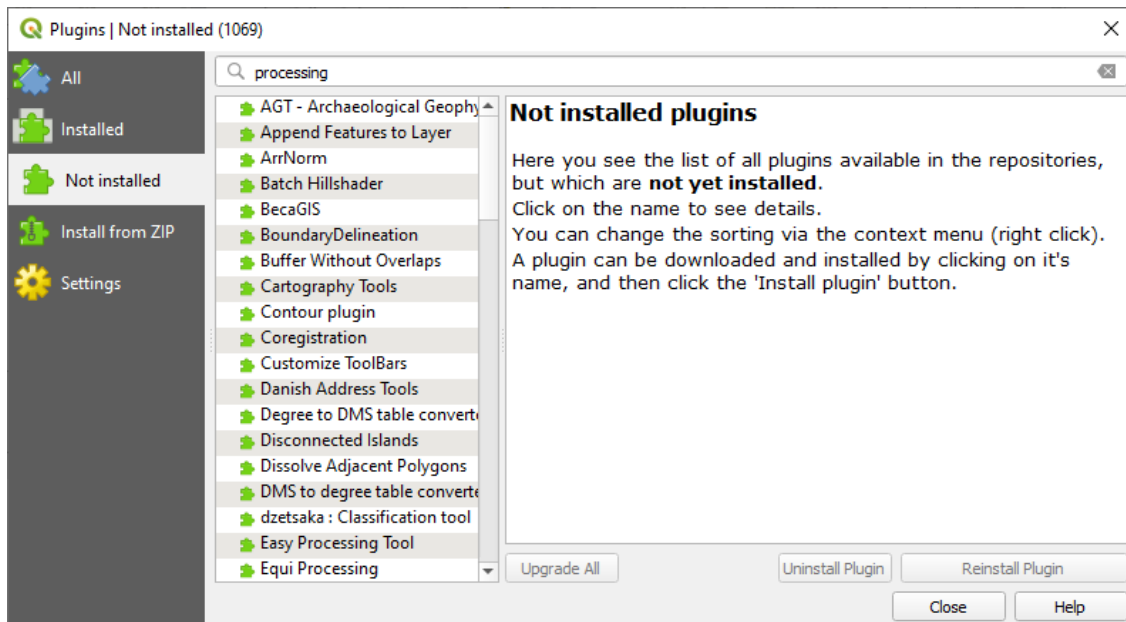 Plugins | Not installed (1069)
All
Installed
Not installed
Install from ZIP
Settings
processing
AGT - Archaeological Geophy
Append Features to Layer
ArrNorm
Batch Hillshader
BecaGIS
BoundaryDelineation
Buffer Without Overlaps
Cartography Tools
Contour plugin
Coregistration
Customize ToolBars
Danish Address Tools
Degree to DMS table converte
Disconnected Islands
Dissolve Adjacent Polygons
DMS to degree table converte
dzetsaka : Classification tool
Easy Processing Tool
Equi Processing
Not installed plugins
Here you see the list of all plugins available in the repositories,
but which are not yet installed.
Click on the name to see details.
You can change the sorting via the context menu (right click).
A plugin can be downloaded and installed by clicking on it's
name, and then click the 'Install plugin' button.
Upgrade All
Uninstall Plugin
Reinstall Plugin
Close
Help